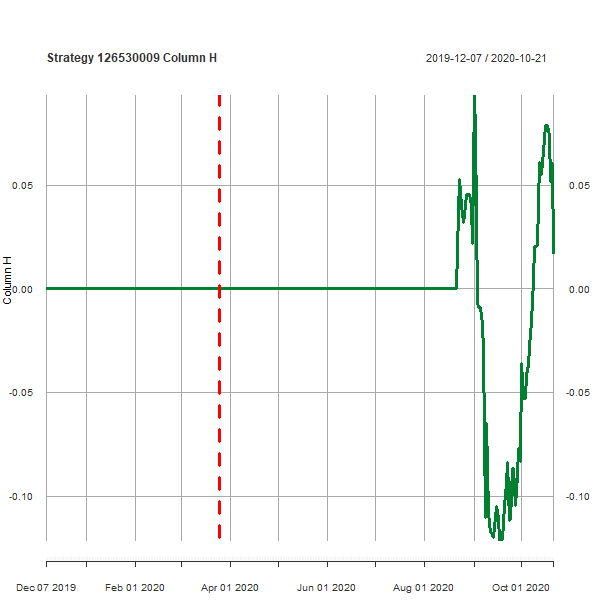 Strategy 126530009 Column H
2019-12-07 / 2020-10-21
0.05
0.05
Column H
0.00
0.00
-0.05
-0.05
-0.10
-0.10
Dec 07 2019
Feb 01 2020
Apr 01 2020
Jun 01 2020
Aug 01 2020
Oct 01 2020